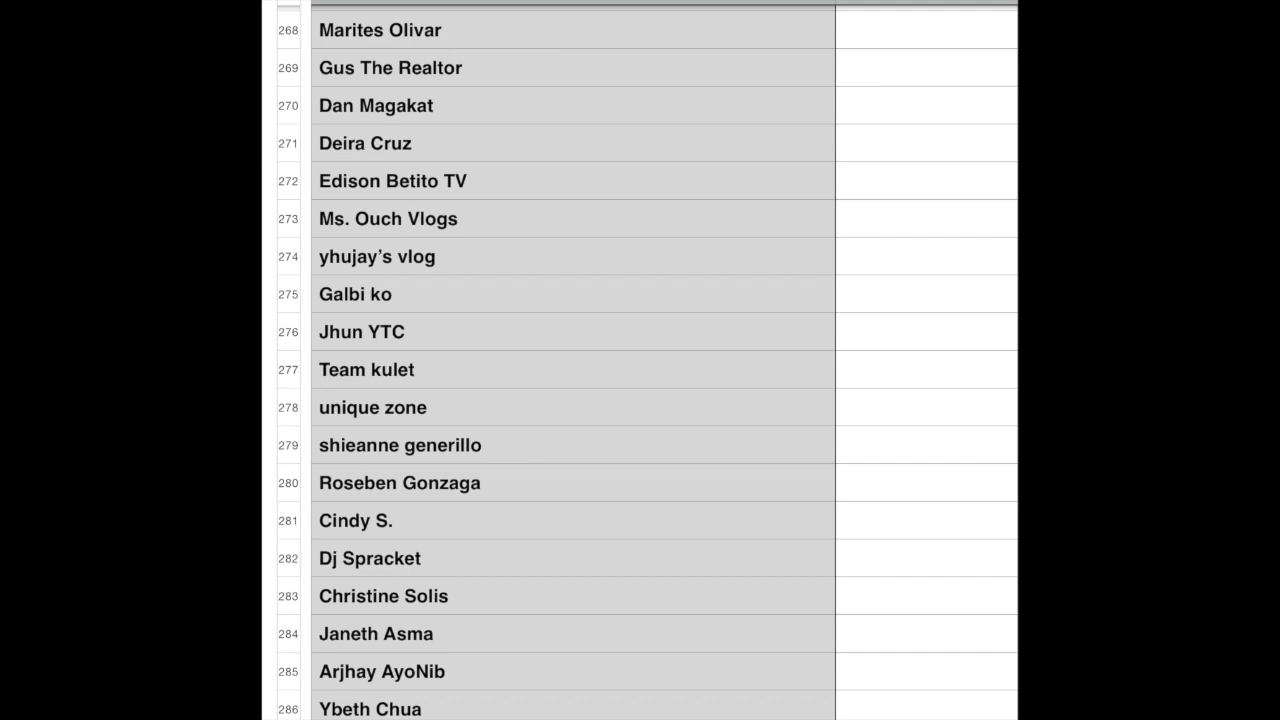 268 Marites Olivar
269 Gus The Realtor
270 Dan Magakat
271 Deira Cruz
272 Edison Betito TV
273 Ms. Ouch Vlogs
274 yhujay’s vlog
275 Galbi ko
276 Jhun YTC
277 Team kulet
278 unique zone
279 shieanne generillo
280 Roseben Gonzaga
281 Cindy S.
282 Dj Spracket
283 Christine Solis
284 Janeth Asma
285 Arjhay AyoNib
286 Ybeth Chua